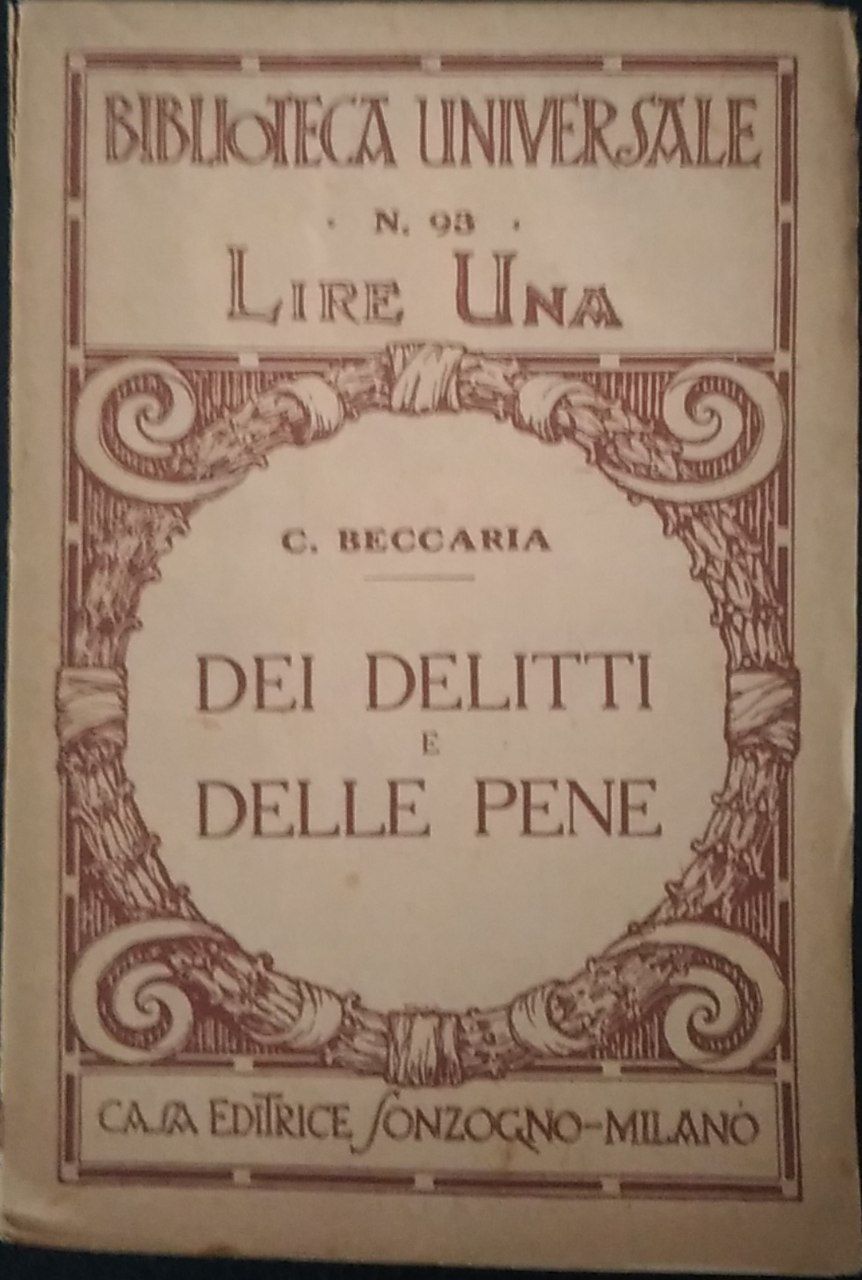 BIBLIOTECA UNIVERSALE
· N. 93 ·
LIRE UNA
C. BECCARIA
DEI DELITTI
E
DELLE PENE
CASA EDITRICE SONZOGNO-MILANO